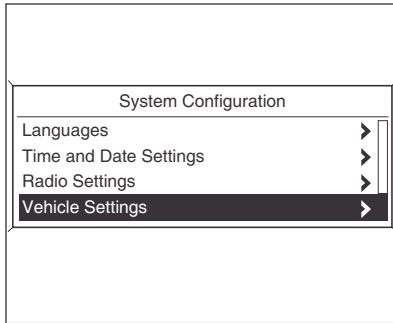 System Configuration
Languages
Time and Date Settings
Radio Settings
Vehicle Settings